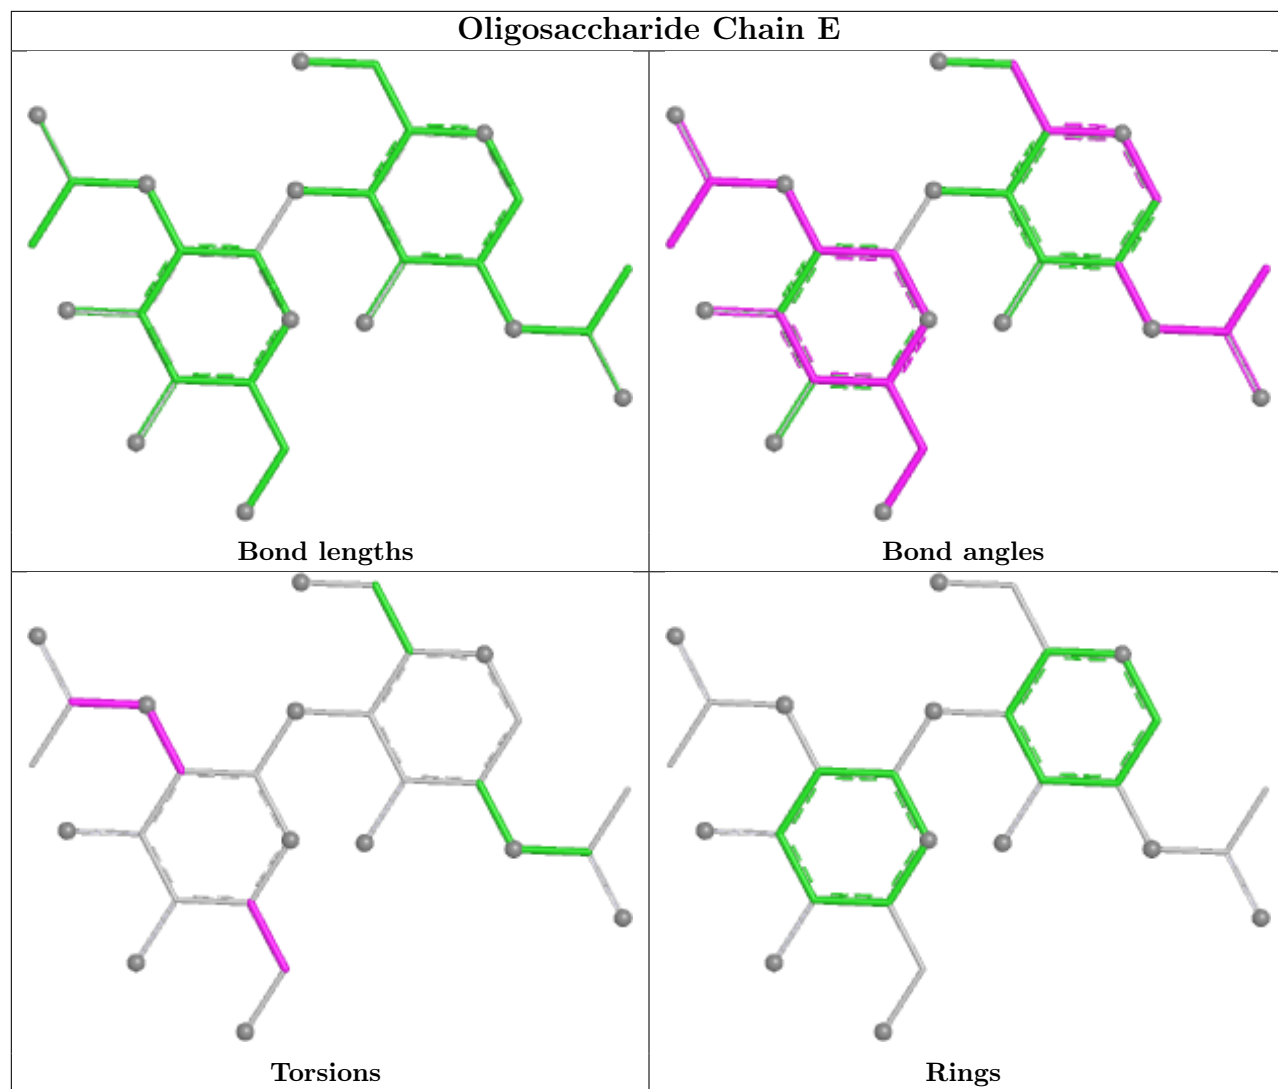 Oligosaccharide Chain E
Bond lengths
Bond angles
Torsions
Rings